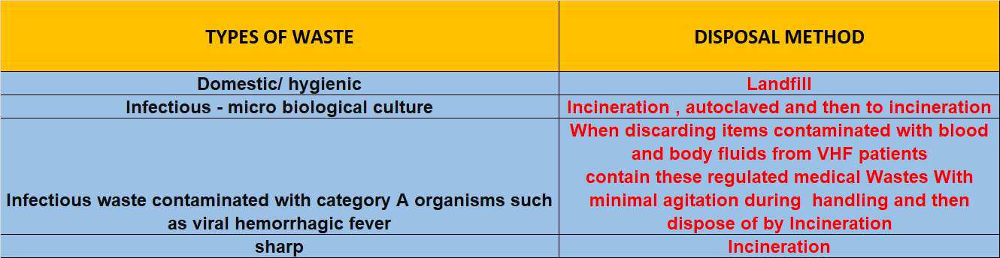 TYPES OF WASTE
DISPOSAL METHOD
Domestic/ hygienic
Landfill
Infectious - micro biological culture
Incineration , autoclaved and then to incineration
Infectious waste contaminated with category A organisms such
as viral hemorrhagic fever
When discarding items contaminated with blood
and body fluids from VHF patients
contain these regulated medical Wastes With
minimal agitation during  handling and then
dispose of by Incineration
sharp
Incineration